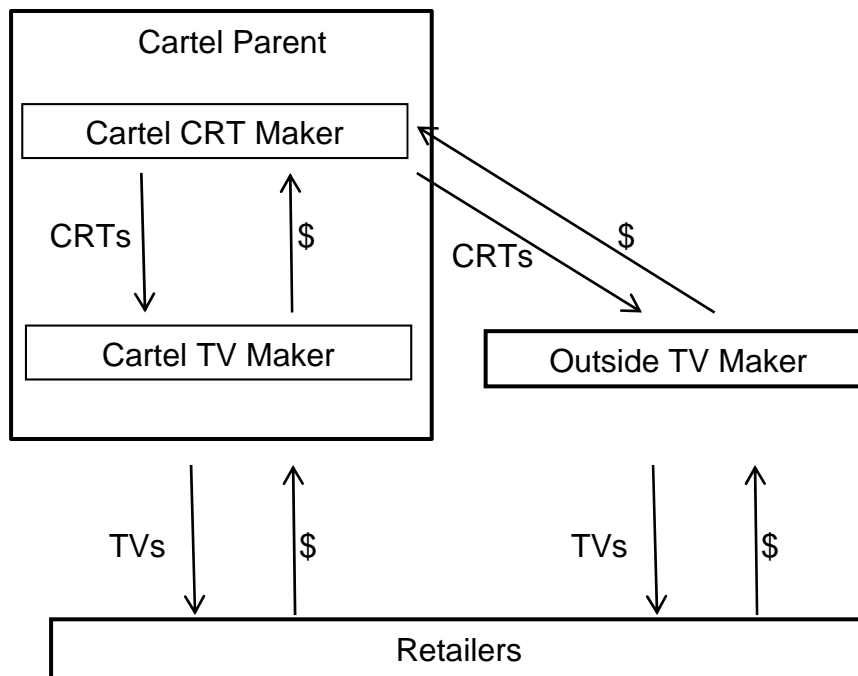 Cartel Parent
Cartel CRT Maker
CRTs
$
CRTs
$
Cartel TV Maker
Outside TV Maker
TVs
$
TVs
$
Retailers